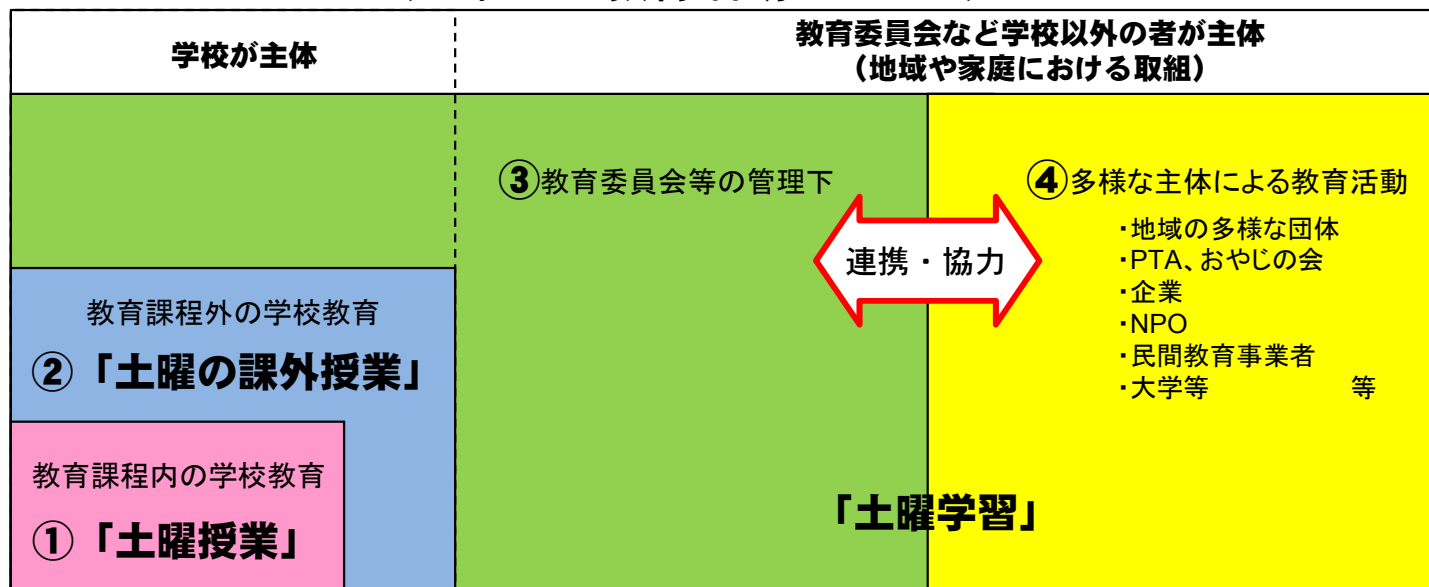 学校が主体
教育委員会など学校以外の者が主体
（地域や家庭における取組）
③教育委員会等の管理下
④多様な主体による教育活動
・地域の多様な団体
・PTA、おやじの会
・企業
・NPO
・民間教育事業者
・大学等　　　　　等
連携・協力
教育課程外の学校教育
②「土曜の課外授業」
教育課程内の学校教育
①「土曜授業」
「土曜学習」